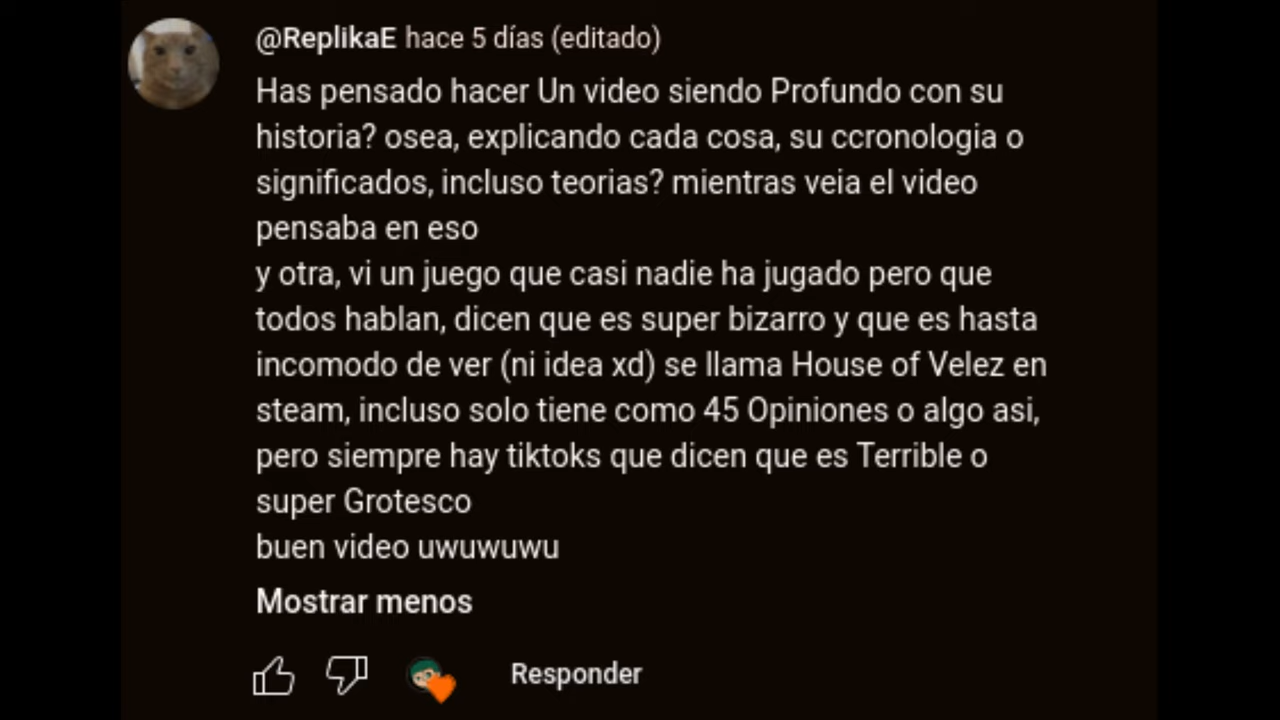 @ReplikaE hace 5 días (editado)
Has pensado hacer Un video siendo Profundo con su
historia? osea, explicando cada cosa, su ccronologia o
significados, incluso teorias? mientras veia el video
pensaba en eso
y otra, vi un juego que casi nadie ha jugado pero que
todos hablan, dicen que es super bizarro y que es hasta
incomodo de ver (ni idea xd) se llama House of Velez en
steam, incluso solo tiene como 45 Opiniones o algo asi,
pero siempre hay tiktoks que dicen que es Terrible o
super Grotesco
buen video uwuwuwu
Mostrar menos
Responder